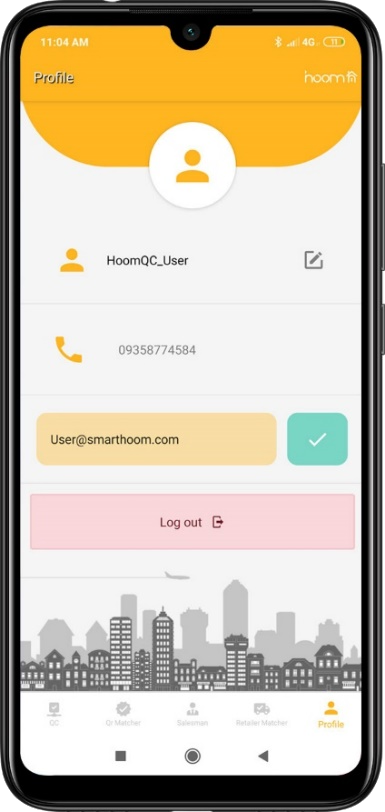 11:04 AM
4G
11
Profile
hoom
HoomQC_User
09358774584
User@smarthoom.com
Log out
QC
Qr Matcher
Salesman
Retailer Matcher
Profile